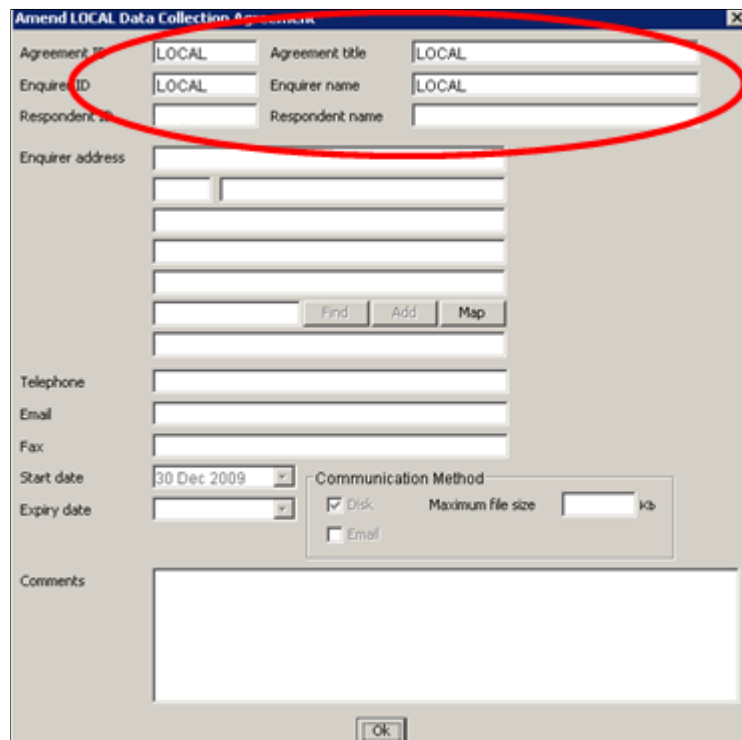 Amend LOCAL Data Collection Agreement
Agreement ID LOCAL Agreement title LOCAL
Enquirer ID LOCAL Enquirer name LOCAL
Respondent ID Respondent name
Enquirer address
Find Add Map
Telephone
Email
Fax
Start date 30 Dec 2009 Communication Method
Expiry date Disk Maximum file size Kb
Email
Comments
Ok